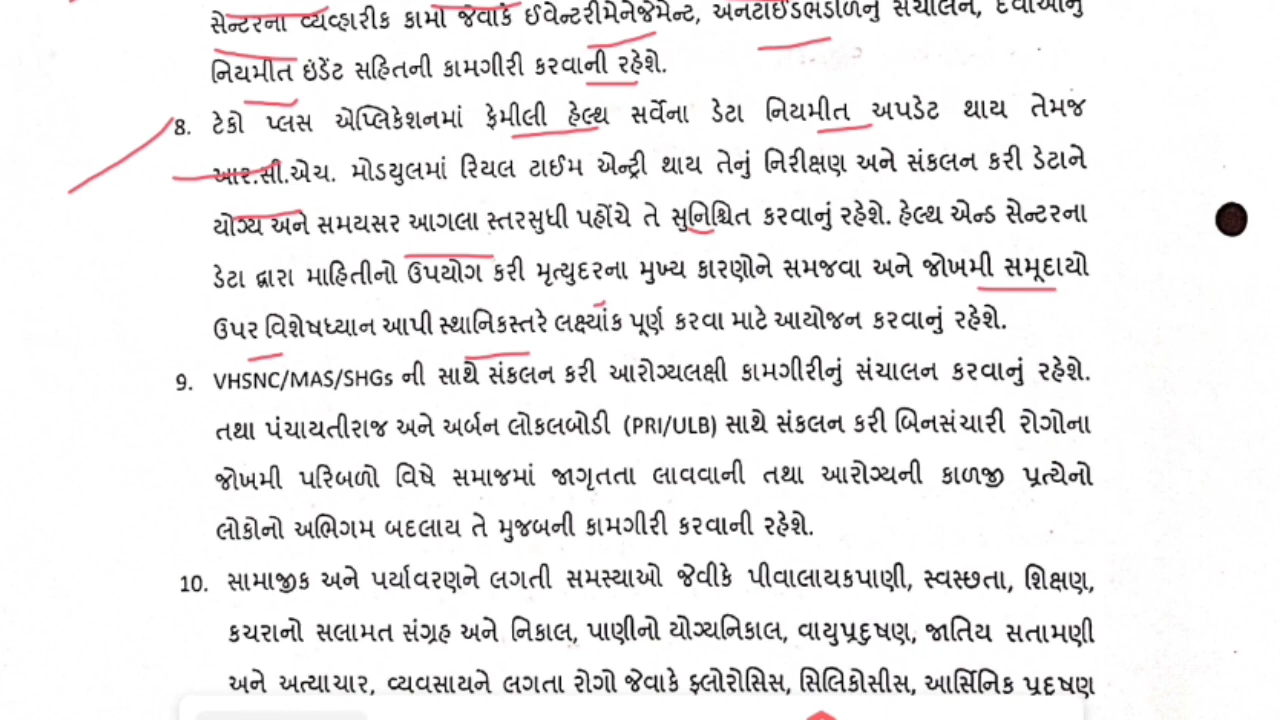 સેન્ટરના વ્યવ્હારીક કામો જેવાકે ઈવેન્ટરીમેનેજમેન્ટ, અનટાઈડભંડોળનું સંચાલન, દવાઓનું
નિયમીત ઇંડેંટ સહિતની કામગીરી કરવાની રહેશે.
8. ટેકો પ્લસ એપ્લિકેશનમાં ફેમીલી હેલ્થ સર્વેના ડેટા નિયમીત અપડેટ થાય તેમજ
આર.સી.એચ. મોડયુલમાં રિયલ ટાઈમ એન્ટ્રી થાય તેનું નિરીક્ષણ અને સંકલન કરી ડેટાને
યોગ્ય અને સમયસર આગલા સ્તરસુધી પહોંચે તે સુનિશ્ચિત કરવાનું રહેશે. હેલ્થ એન્ડ સેન્ટરના
ડેટા દ્વારા માહિતીનો ઉપયોગ કરી મૃત્યુદરના મુખ્ય કારણોને સમજવા અને જોખમી સમૂદાયો
ઉપર વિશેષધ્યાન આપી સ્થાનિકસ્તરે લક્ષ્યાંક પૂર્ણ કરવા માટે આયોજન કરવાનું રહેશે.
9. VHSNC/MAS/SHGs ની સાથે સંકલન કરી આરોગ્યલક્ષી કામગીરીનું સંચાલન કરવાનું રહેશે.
તથા પંચાયતીરાજ અને અર્બન લોકલબોડી (PRI/ULB) સાથે સંકલન કરી બિનસંચારી રોગોના
જોખમી પરિબળો વિષે સમાજમાં જાગૃતતા લાવવાની તથા આરોગ્યની કાળજી પ્રત્યેનો
લોકોનો અભિગમ બદલાય તે મુજબની કામગીરી કરવાની રહેશે.
10. સામાજીક અને પર્યાવરણને લગતી સમસ્યાઓ જેવીકે પીવાલાયકપાણી, સ્વસ્છતા, શિક્ષણ,
કચરાનો સલામત સંગ્રહ અને નિકાલ, પાણીનો યોગ્યનિકાલ, વાયુપ્રદુષણ, જાતિય સતામણી
અને અત્યાચાર, વ્યવસાયને લગતા રોગો જેવાકે ફ્લોરોસિસ, સિલિકોસીસ, આર્સિનિક પ્રદુષણ